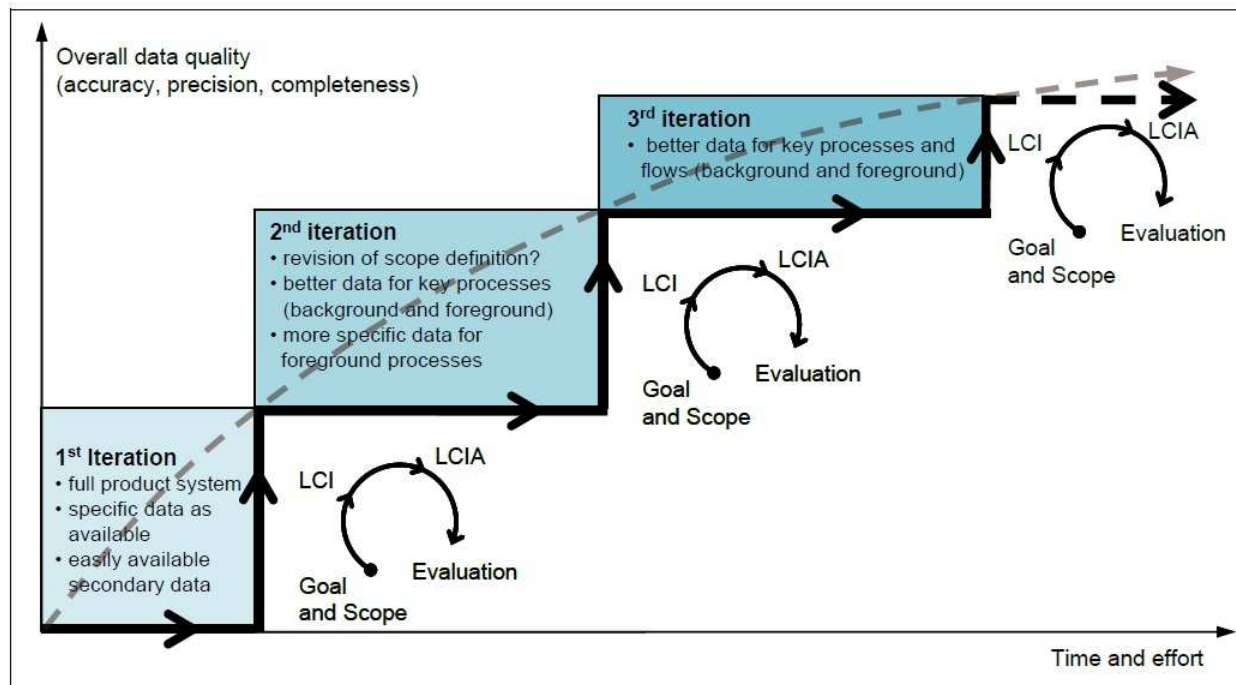 Overall data quality
(accuracy, precision, completeness)
3rd iteration
• better data for key processes and
flows (background and foreground)
LCI
LCIA
Goal
and Scope
Evaluation
2nd iteration
• revision of scope definition?
• better data for key processes
(background and foreground)
• more specific data for
foreground processes
LCI
LCIA
Goal
and Scope
Evaluation
1st Iteration
• full product system
• specific data as
available
• easily available
secondary data
LCI
LCIA
Goal
and Scope
Evaluation
Time and effort